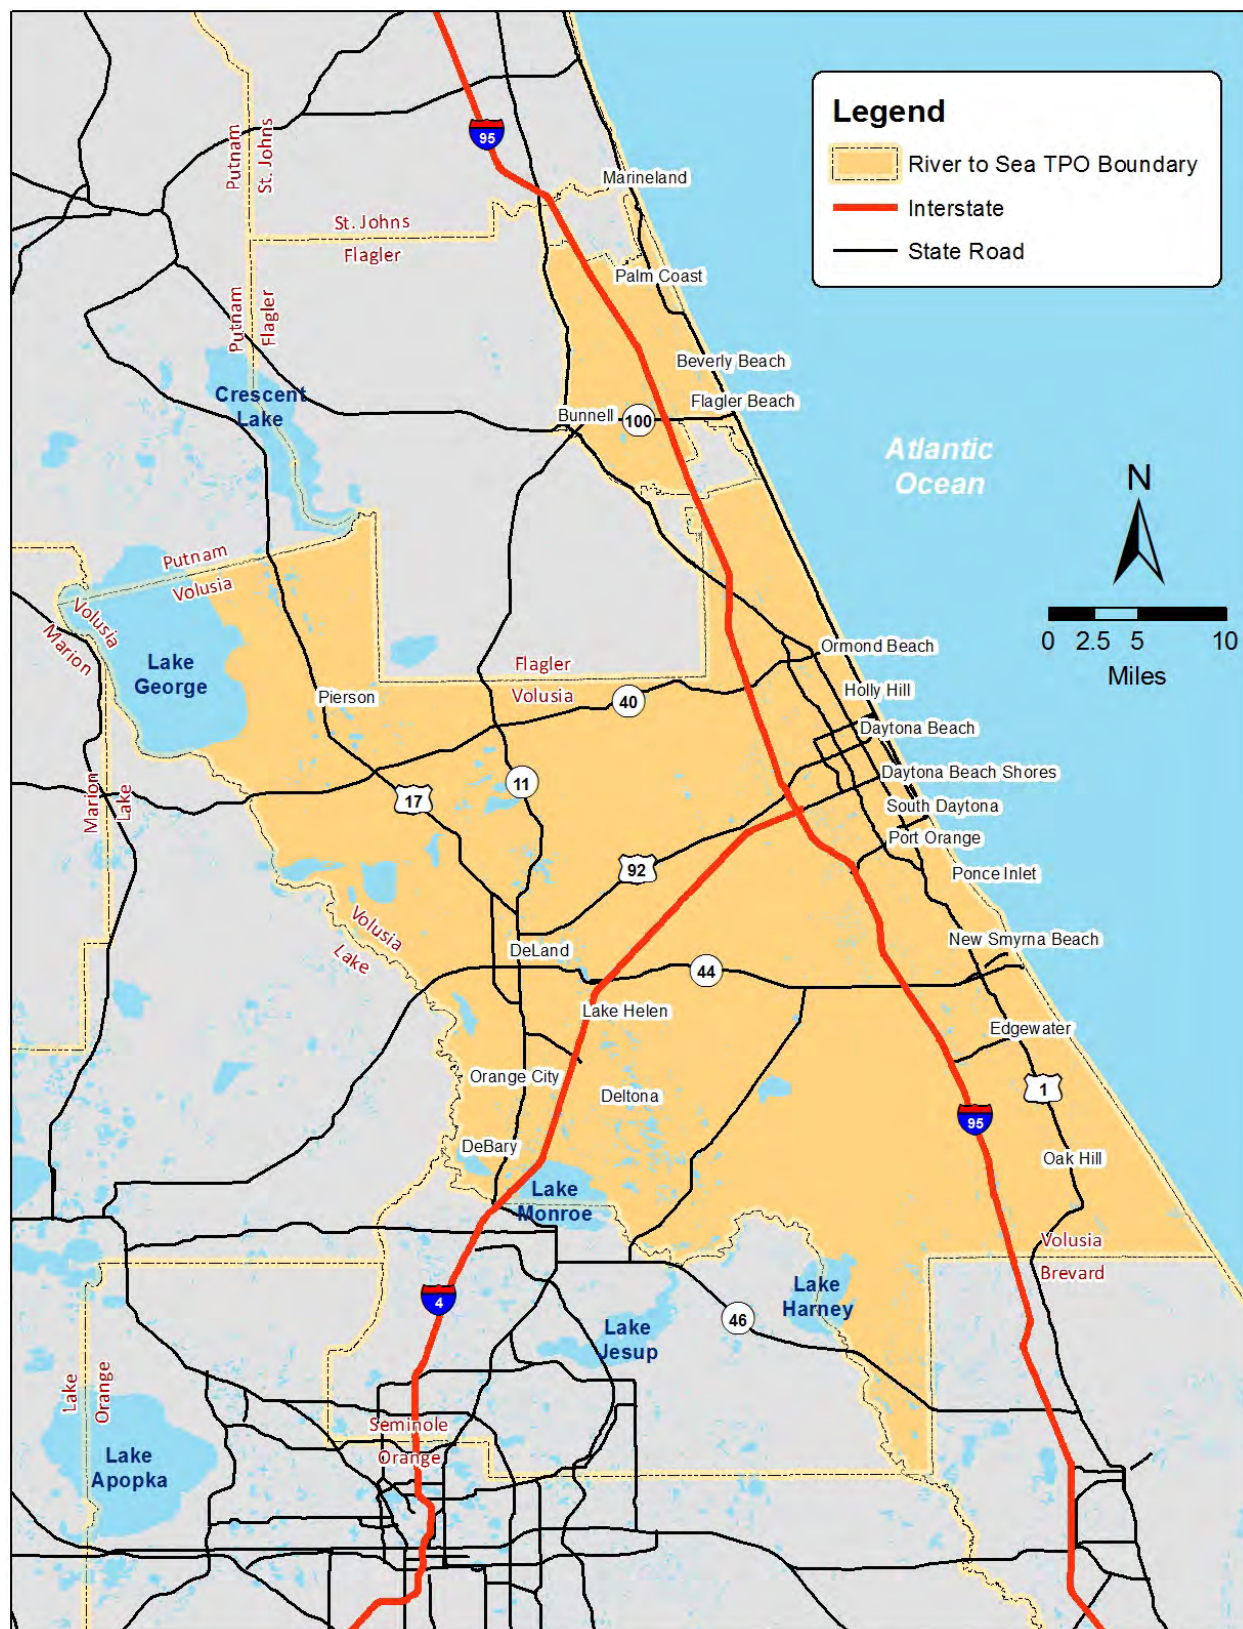 Legend
River to Sea TPO Boundary
Interstate
State Road
95
Putnam
St. Johns
Marineland
St. Johns
Flagler
Palm Coast
Putnam
Flagler
Beverly Beach
Crescent
Lake
Flagler Beach
Bunnell
100
Atlantic
Ocean
N
0 2.5 5 10
Miles
Putnam
Volusia
Volusia
Marion
Lake
George
Flagler
Volusia
Pierson
40
Ormond Beach
Holly Hill
Daytona Beach
Daytona Beach Shores
South Daytona
Port Orange
Ponce Inlet
Marion
Lake
17
11
92
Volusia
Lake
DeLand
44
New Smyrna Beach
Lake Helen
Edgewater
Orange City
Deltona
1
95
DeBary
Oak Hill
Lake
Monroe
Volusia
Brevard
4
Lake
Harney
46
Lake
Jesup
Lake
Orange
Seminole
Orange
Lake
Apopka